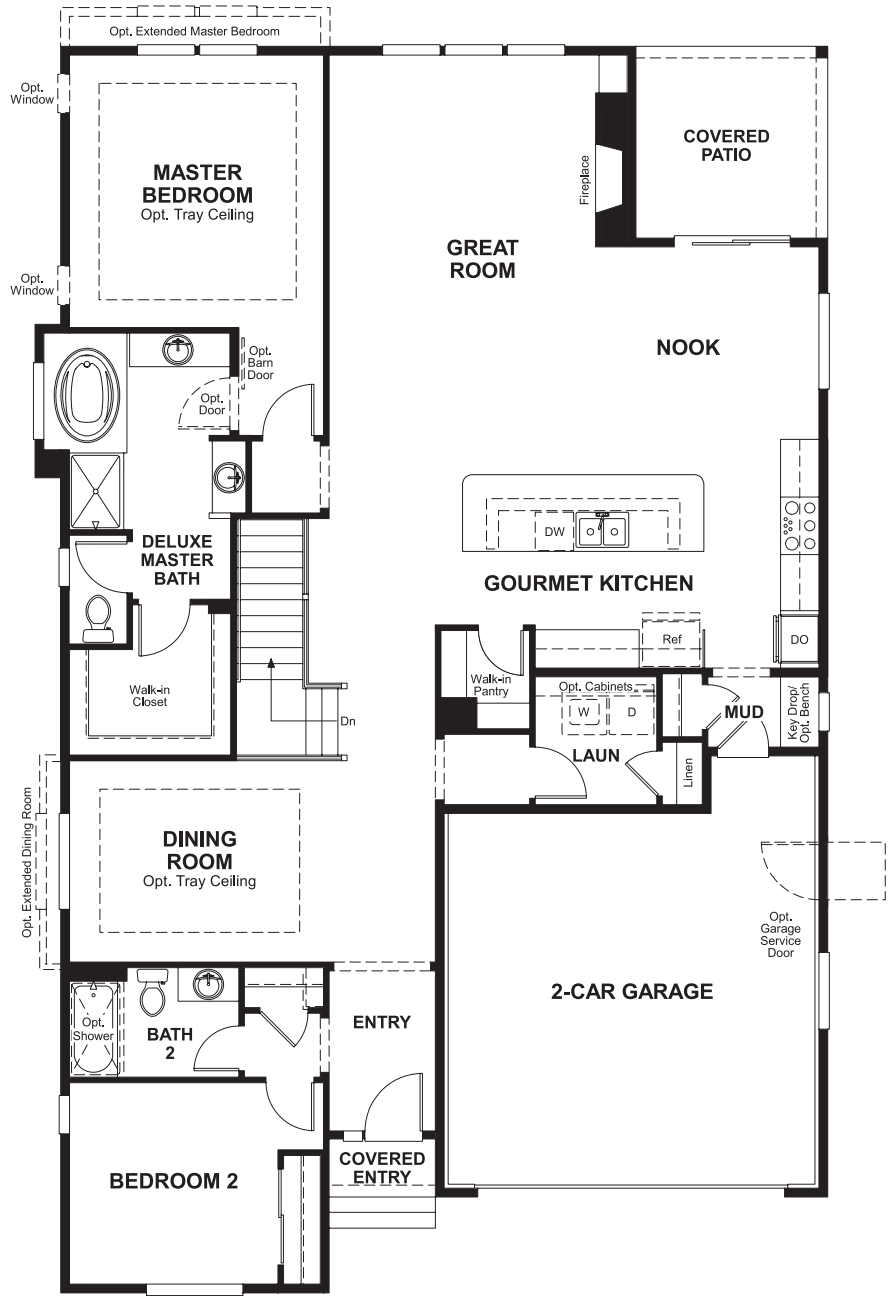 Opt. Extended Master Bedroom
Opt.
Window
MASTER
BEDROOM
Opt. Tray Ceiling
COVERED
PATIO
Fireplace
GREAT
ROOM
Opt.
Window
NOOK
Opt.
Barn
Door
Opt.
Door
DW
DELUXE
MASTER
BATH
GOURMET KITCHEN
Ref
DO
Walk-in
Closet
Walk-in
Pantry
Opt. Cabinets
W
D
MUD
Key Drop/
Opt. Bench
Dn
LAUN
Linen
Opt. Extended Dining Room
DINING
ROOM
Opt. Tray Ceiling
Opt.
Garage
Service
Door
2-CAR GARAGE
Opt.
Shower
BATH
2
ENTRY
COVERED
ENTRY
BEDROOM 2